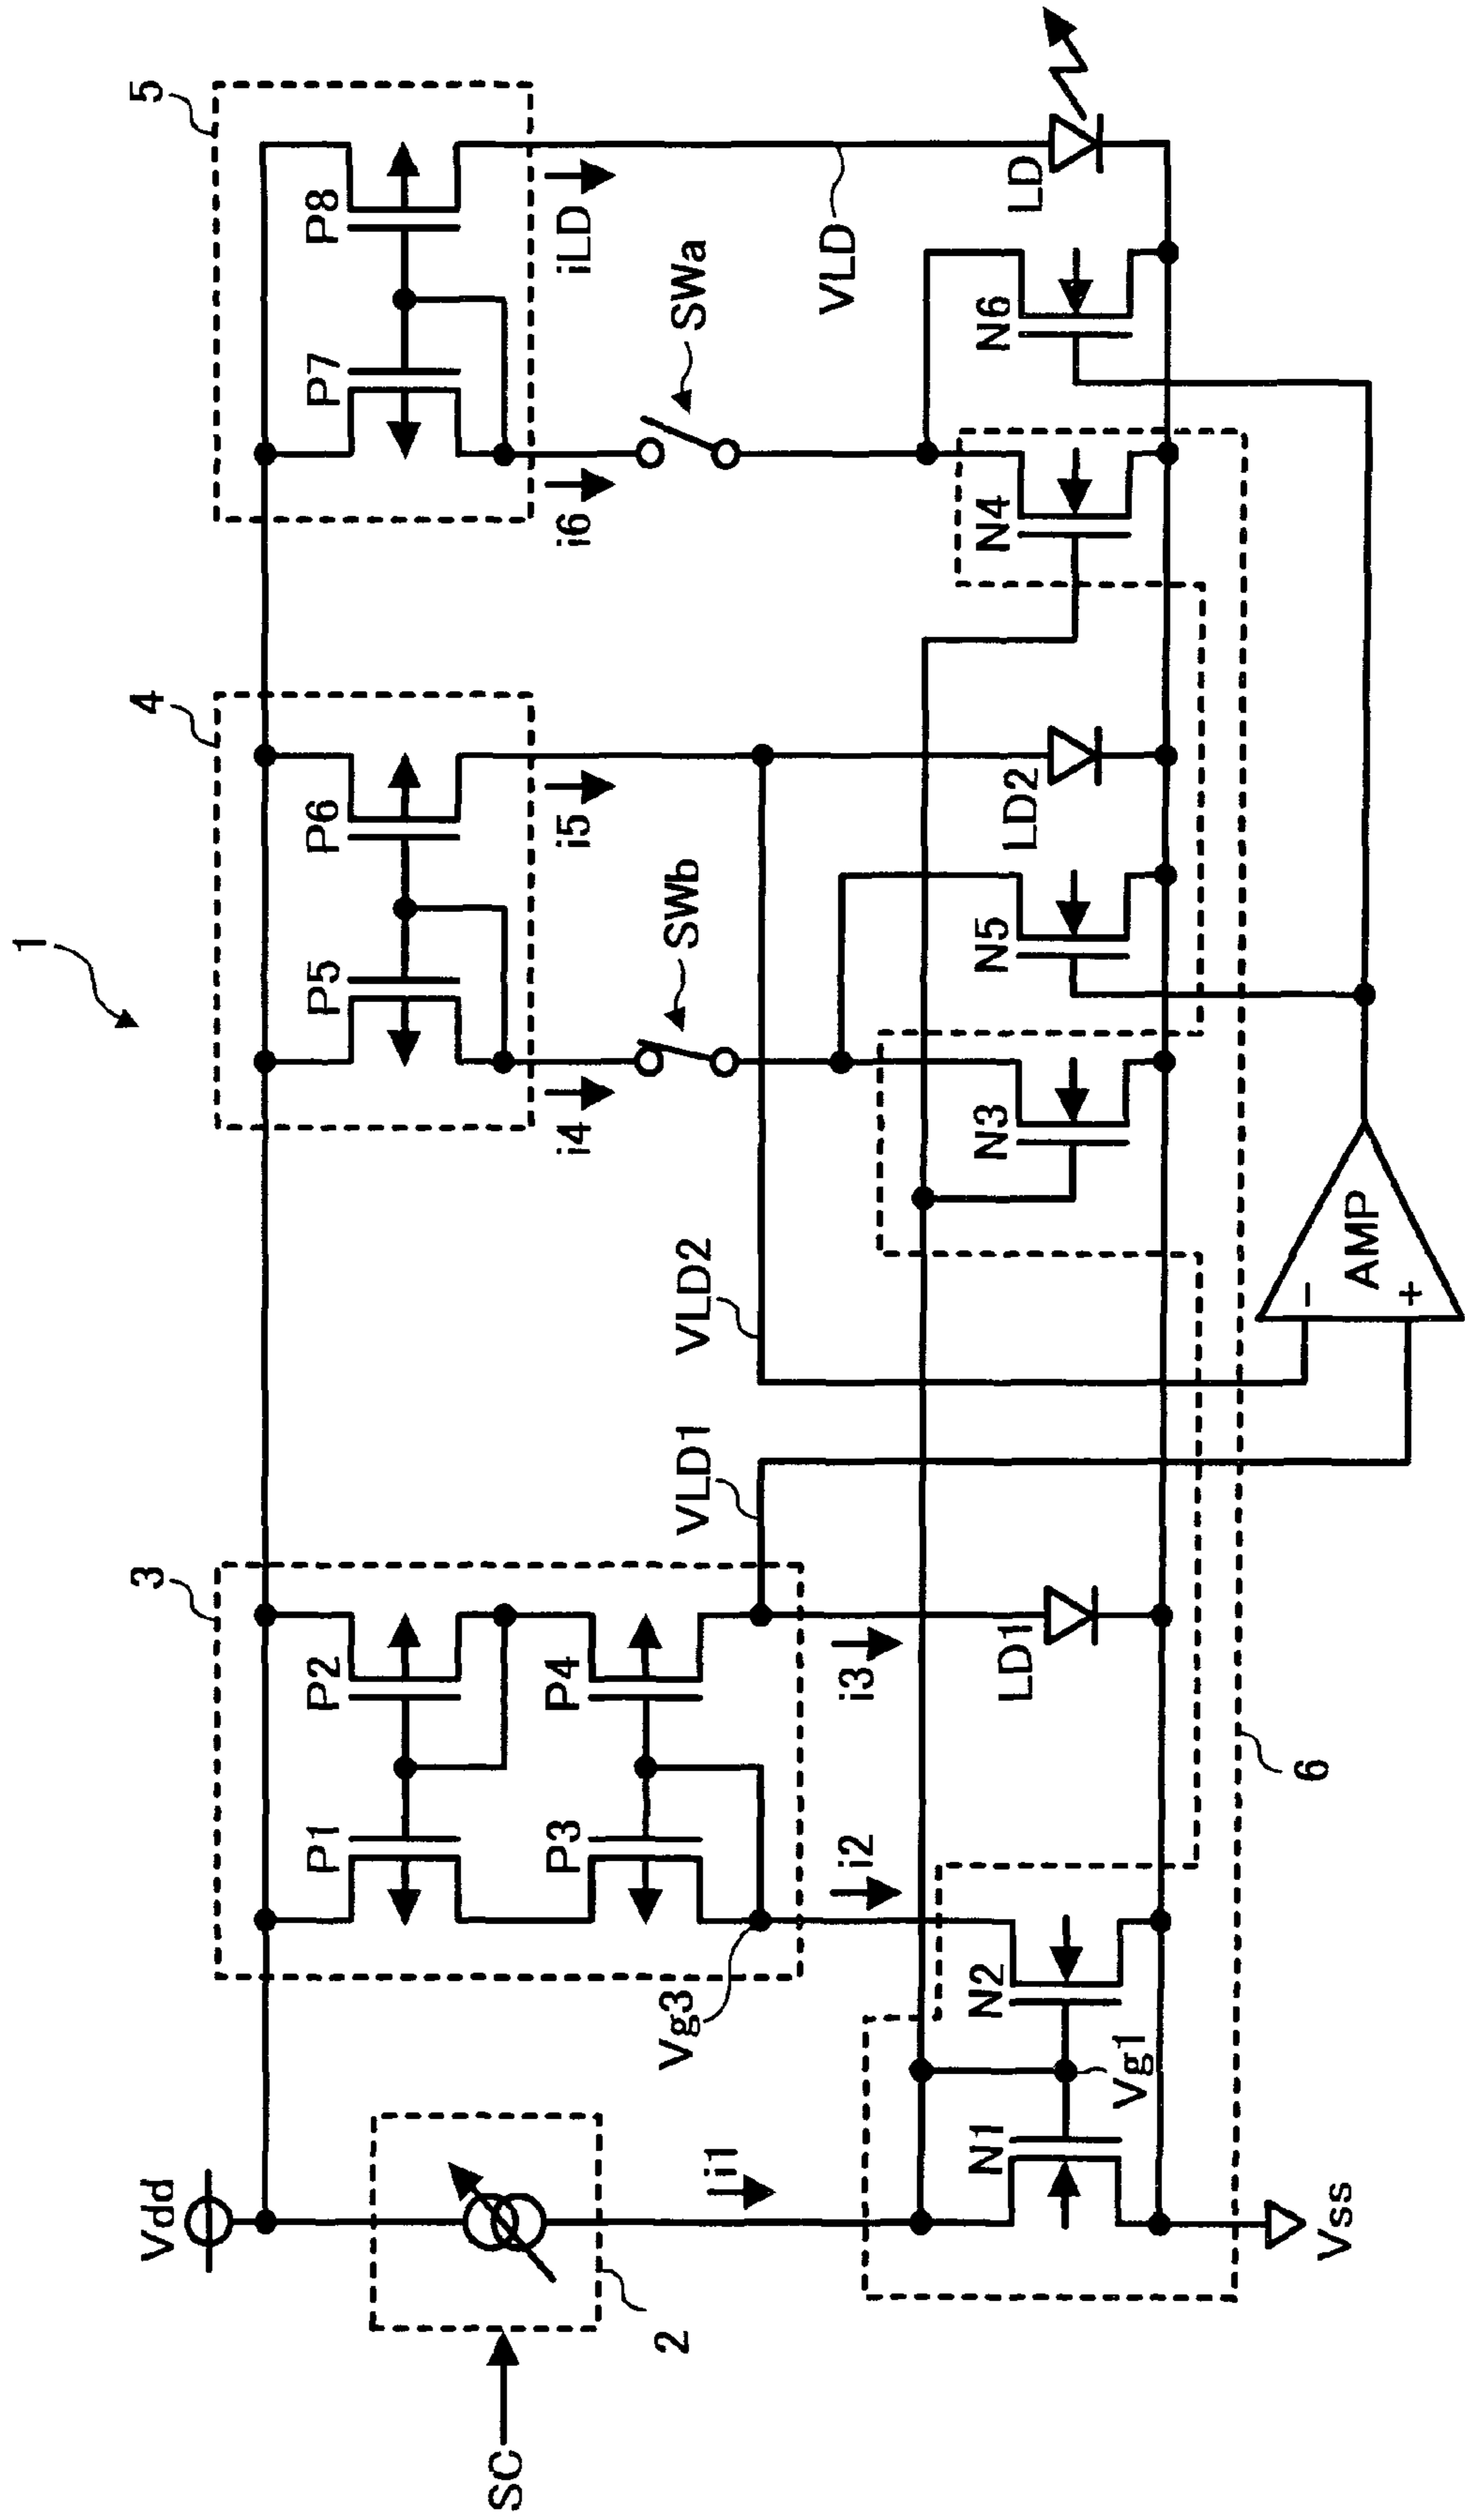 1
Vdd
SC
2
i1
3
P1
P2
P3
P4
Vg3
i2
i3
VLD1
VLD2
4
P5
P6
i4
i5
SWb
5
P7
P8
i6
iLD
SWa
VLD
N1
N2
Vg1
LD1
N3
N5
LD2
N4
N6
LD
6
Vss
AMP
−
+